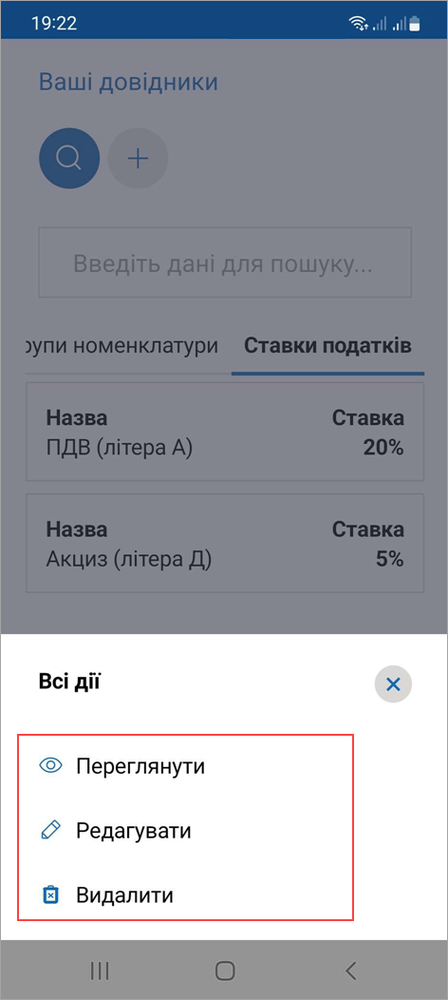 19:22
Ваші довідники
Введіть дані для пошуку...
рупи номенклатури Ставки податків
Назва Ставка
ПДВ (літера А) 20%
Назва Ставка
Акциз (літера Д) 5%
Всі дії
Переглянути
Редагувати
Видалити